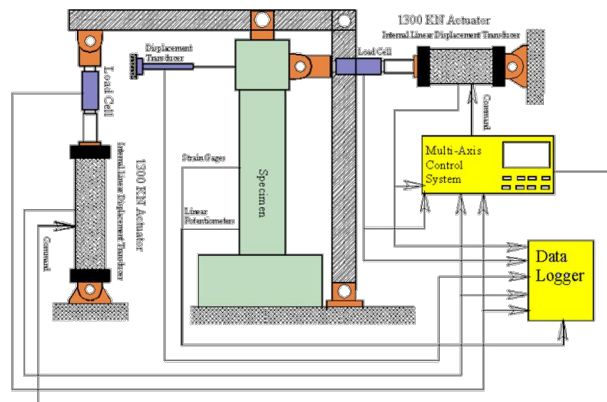 1300 KN Actuator
Internal Linear Displacement Transducer
Displacement
Transfucer
Load Cell
Load Cell
Command
Multi-Axis
Control
System
1300 KN Actuator
Internal Linear Displacement Transducer
Strain Gages
Specimen
Linear
Potentiometers
Command
Data
Logger